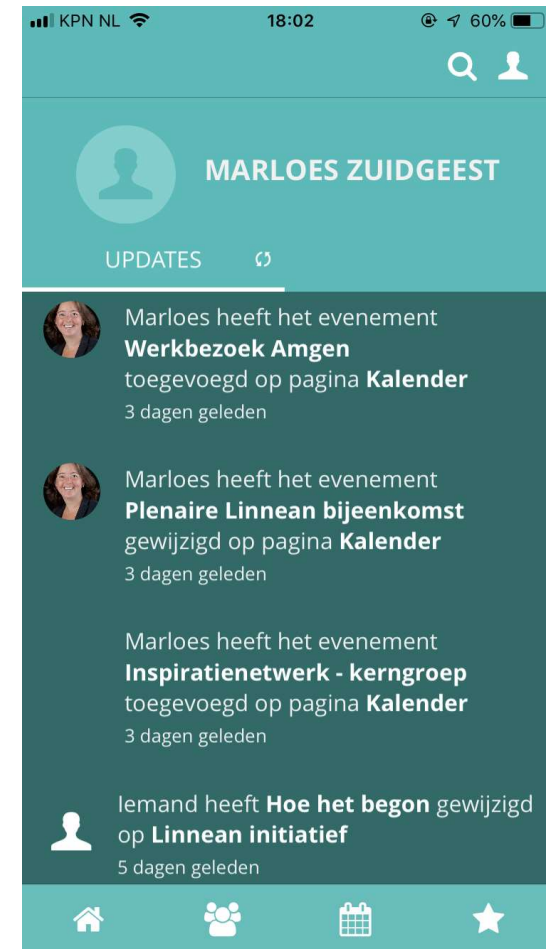 KPN NL 18:02 60%
MARLOES ZUIDGEEST
UPDATES
Marloes heeft het evenement
Werkbezoek Amgen
toegevoegd op pagina Kalender
3 dagen geleden
Marloes heeft het evenement
Plenaire Linnean bijeenkomst
gewijzigd op pagina Kalender
3 dagen geleden
Marloes heeft het evenement
Inspiratienetwerk - kerngroep
toegevoegd op pagina Kalender
3 dagen geleden
Iemand heeft Hoe het begon gewijzigd
op Linnean initiatief
5 dagen geleden